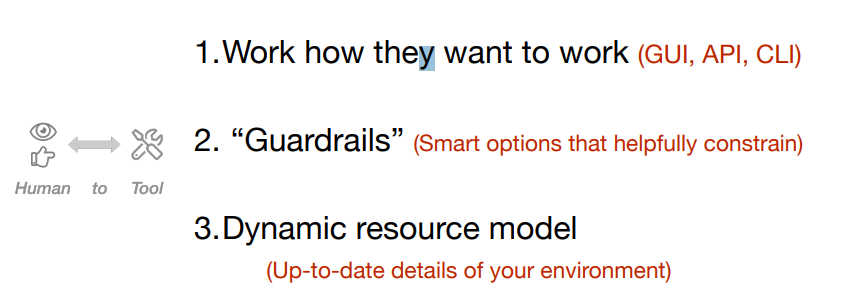 1.Work how they want to work (GUI, API, CLI)
2. “Guardrails” (Smart options that helpfully constrain)
Human to Tool
3.Dynamic resource model
(Up-to-date details of your environment)